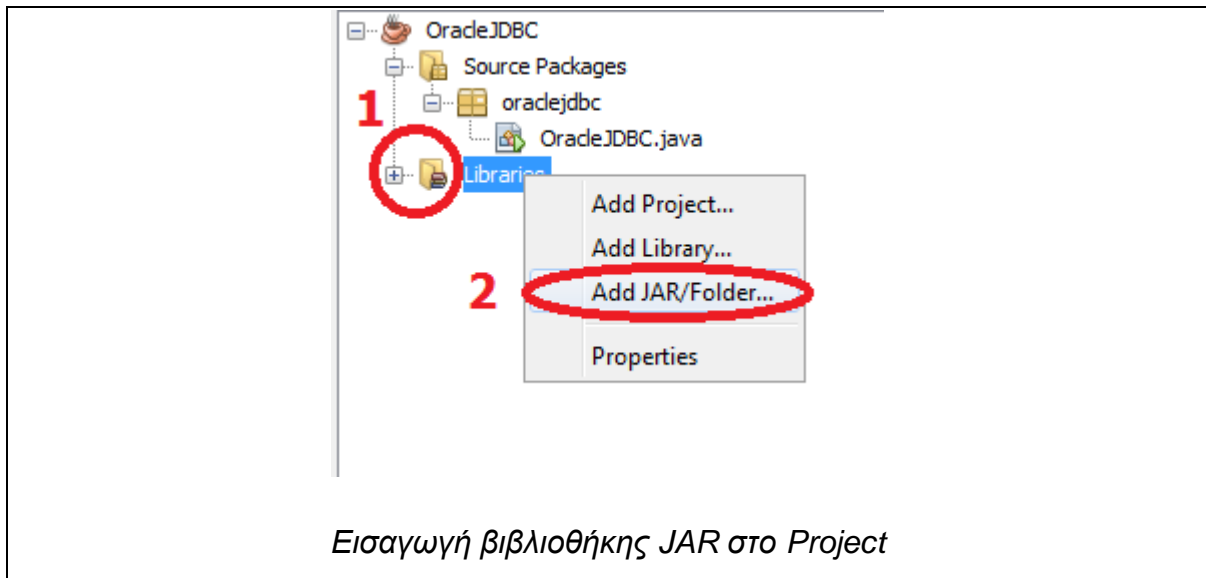 OracleJDBC
Source Packages
oraclejdbc
OracleJDBC.java
1
Libraries
Add Project...
Add Library...
2
Add JAR/Folder...
Properties
Εισαγωγή βιβλιοθήκης JAR στο Project